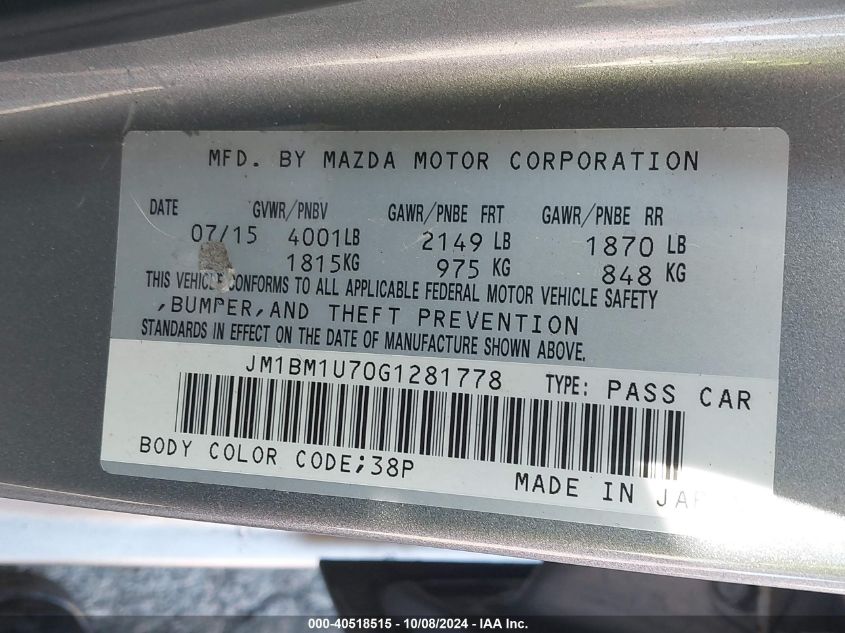 MFD. BY MAZDA MOTOR CORPORATION
DATE GVWR/PNBV GAWR/PNBE FRT GAWR/PNBE RR
07/15 4001LB 2149 LB 1870 LB
1815KG 975 KG 848 KG
THIS VEHICLE CONFORMS TO ALL APPLICABLE FEDERAL MOTOR VEHICLE SAFETY
,BUMPER,AND THEFT PREVENTION
STANDARDS IN EFFECT ON THE DATE OF MANUFACTURE SHOWN ABOVE.
JM1BM1U70G1281778 TYPE: PASS CAR
BODY COLOR CODE;38P
MADE IN JAP
000-40518515 - 10/08/2024 - IAA Inc.